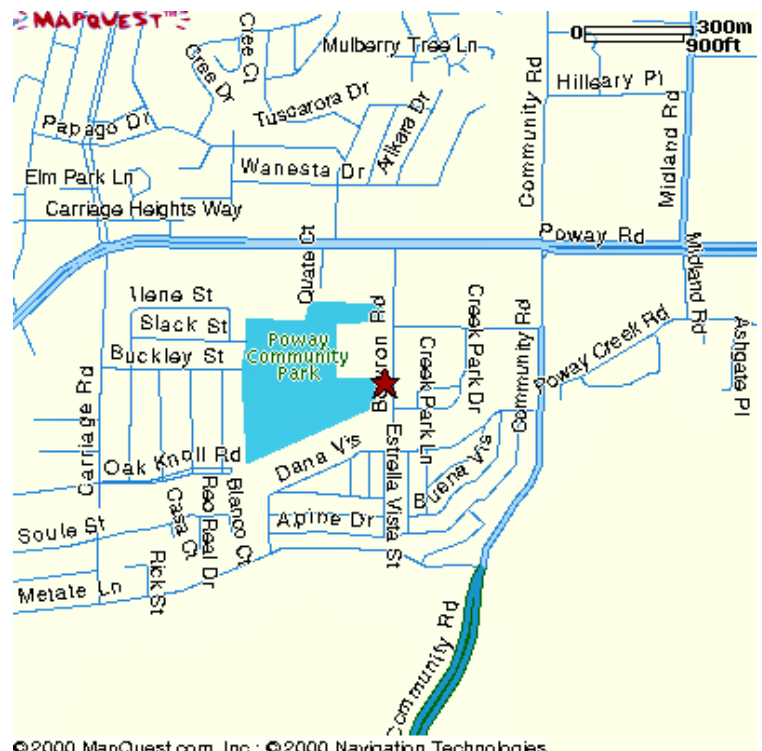 MAPQUEST™
0 300m
900ft
Cree Ct
Cree Dr
Mulberry Tree Ln
Community Rd
Hilleary Pl
Tuscarora Dr
Arikara Dr
Papago Dr
Midland Rd
Wanesta Dr
Elm Park Ln
Carriage Heights Way
Quate Ct
Poway Rd
Midland Rd
Ilene St
Slack St
Rd
Creek Park Dr
Community Rd
Poway Creek Rd
Ashgate Pl
Poway
Community
Park
Buckley St
Creek Park Ln
Carriage Rd
Oak Knoll Rd
Dana Vis
Estrella Vista St
Buena Vis
Casa Ct
Reo Real Dr
Blanco Ct
Alpine Dr
Soule St
Rick St
Metate Ln
Community Rd
©2000 MapQuest.com, Inc.; ©2000 Navigation Technologies